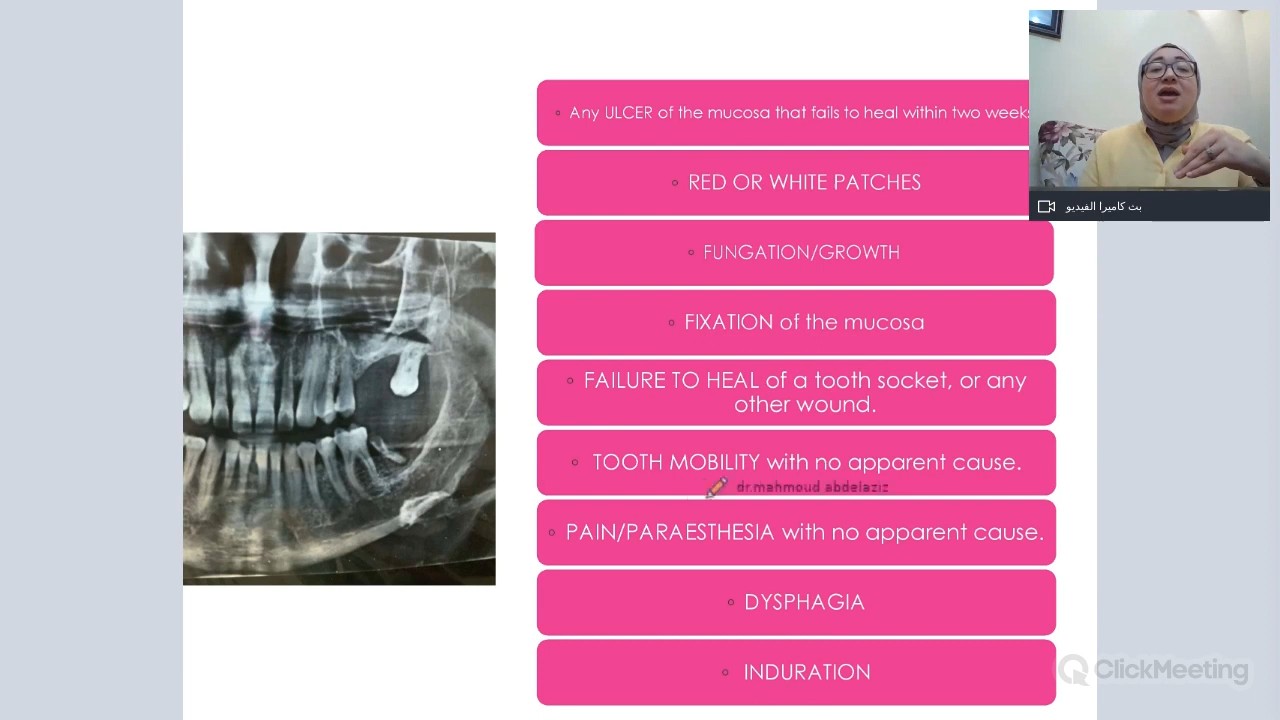 Any ULCER of the mucosa that fails to heal within two weeks
RED OR WHITE PATCHES
FUNGATION/GROWTH
FIXATION of the mucosa
FAILURE TO HEAL of a tooth socket, or any
other wound.
TOOTH MOBILITY with no apparent cause.
dr.mahmoud abdelaziz
PAIN/PARAESTHESIA with no apparent cause.
DYSPHAGIA
INDURATION
بث كاميرا الفيديو
ClickMeeting